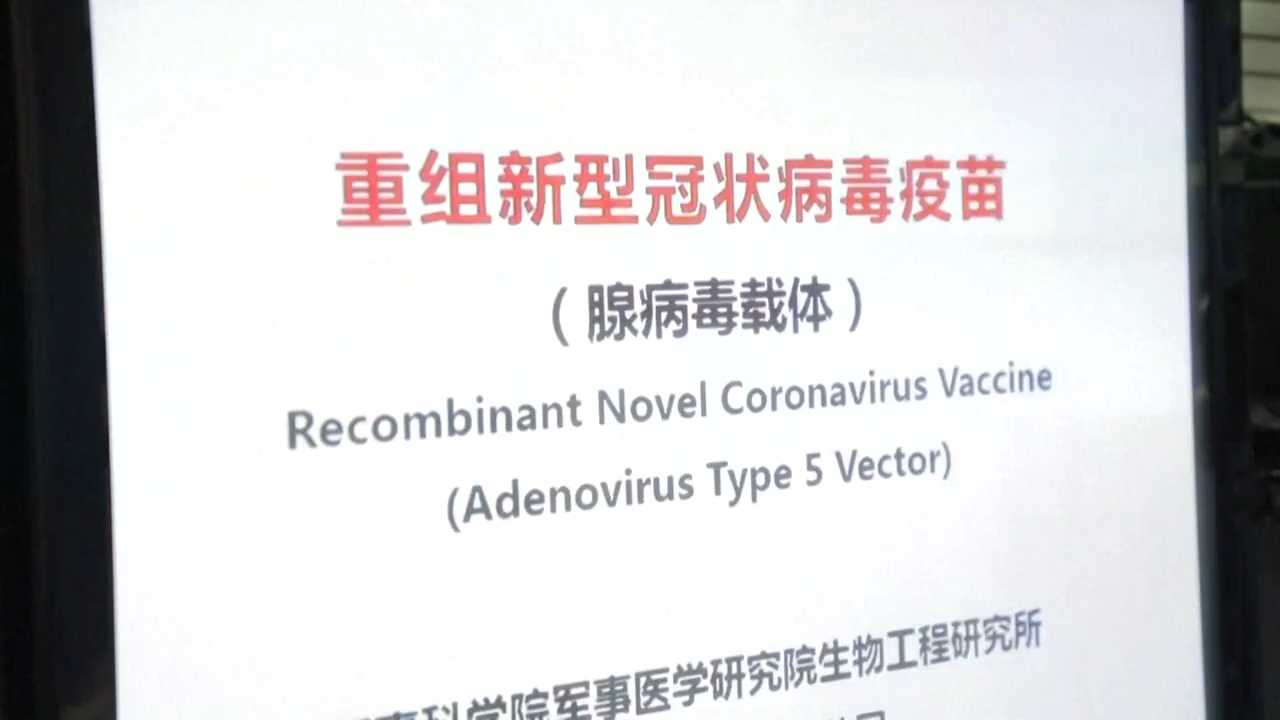 重组新型冠状病毒疫苗
（腺病毒载体）
Recombinant Novel Coronavirus Vaccine
(Adenovirus Type 5 Vector)
科学院军事医学研究院生物工程研究所